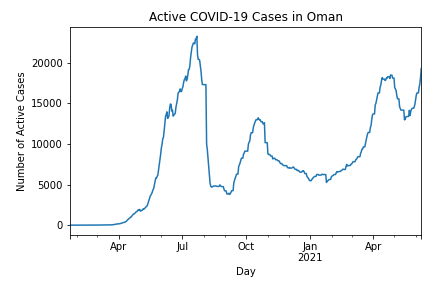 Active COVID-19 Cases in Oman
Number of Active Cases
20000
15000
10000
5000
0
Apr Jul Oct Jan Apr
2021
Day